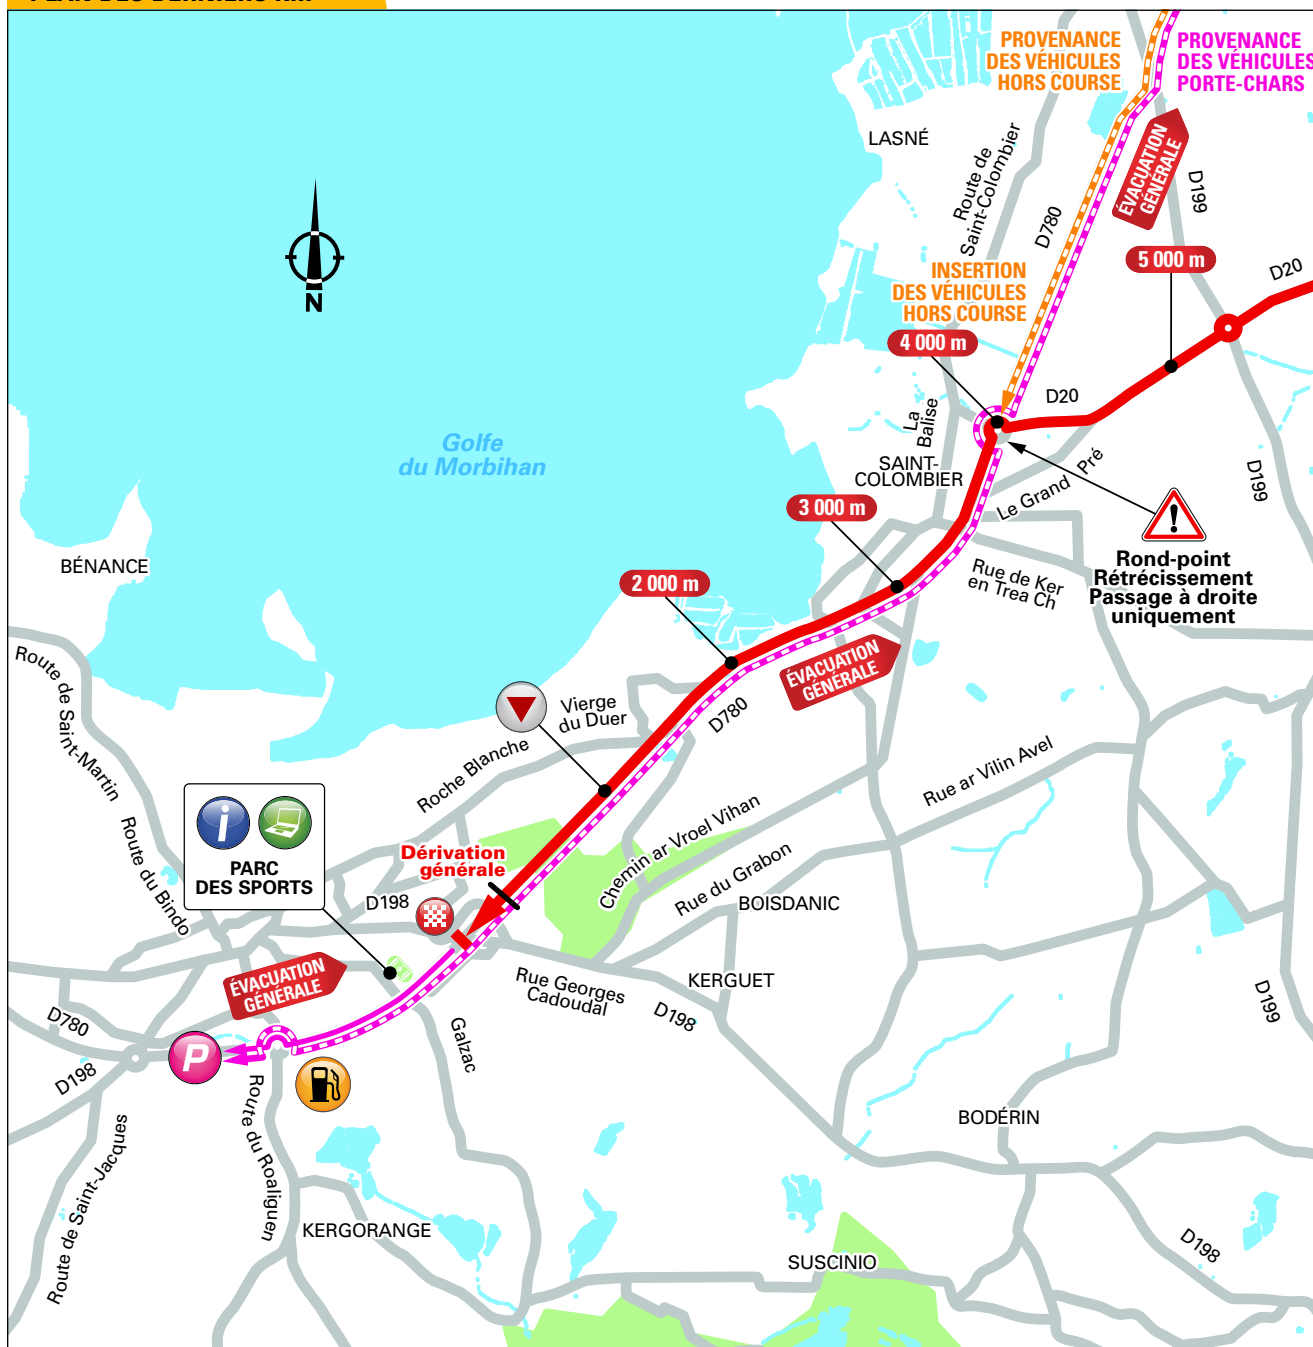 PLAN DES DERNIERS KM
PROVENANCE
DES VÉHICULES
HORS COURSE
PROVENANCE
DES VÉHICULES
PORTE-CHARS
LASNÉ
Route de
Saint-Colombier
D780
ÉVACUATION
GÉNÉRALE
D199
5 000 m
D20
INSERTION
DES VÉHICULES
HORS COURSE
4 000 m
N
D20
La
Balise
Golfe
du Morbihan
SAINT-
COLOMBIER
Le Grand Pré
D199
3 000 m
Rond-point
Rétrécissement
Passage à droite
uniquement
BÉNANCE
2 000 m
Rue de Ker
en Trea Ch
ÉVACUATION
GÉNÉRALE
Route de Saint-Martin
Vierge
du Duer
D780
Roche Blanche
Rue ar Vilin Avel
i
PARC
DES SPORTS
Route du Bindo
Dérivation
générale
Chemin ar Vroel Vihan
Rue du Grabon
D198
BOISDANIC
ÉVACUATION
GÉNÉRALE
Rue Georges
Cadoudal
KERGUET
D198
D199
D780
P
D198
Galzac
Route du Roaliguen
BODÉRIN
Route de Saint-Jacques
KERGORANGE
SUSCINIO
D198